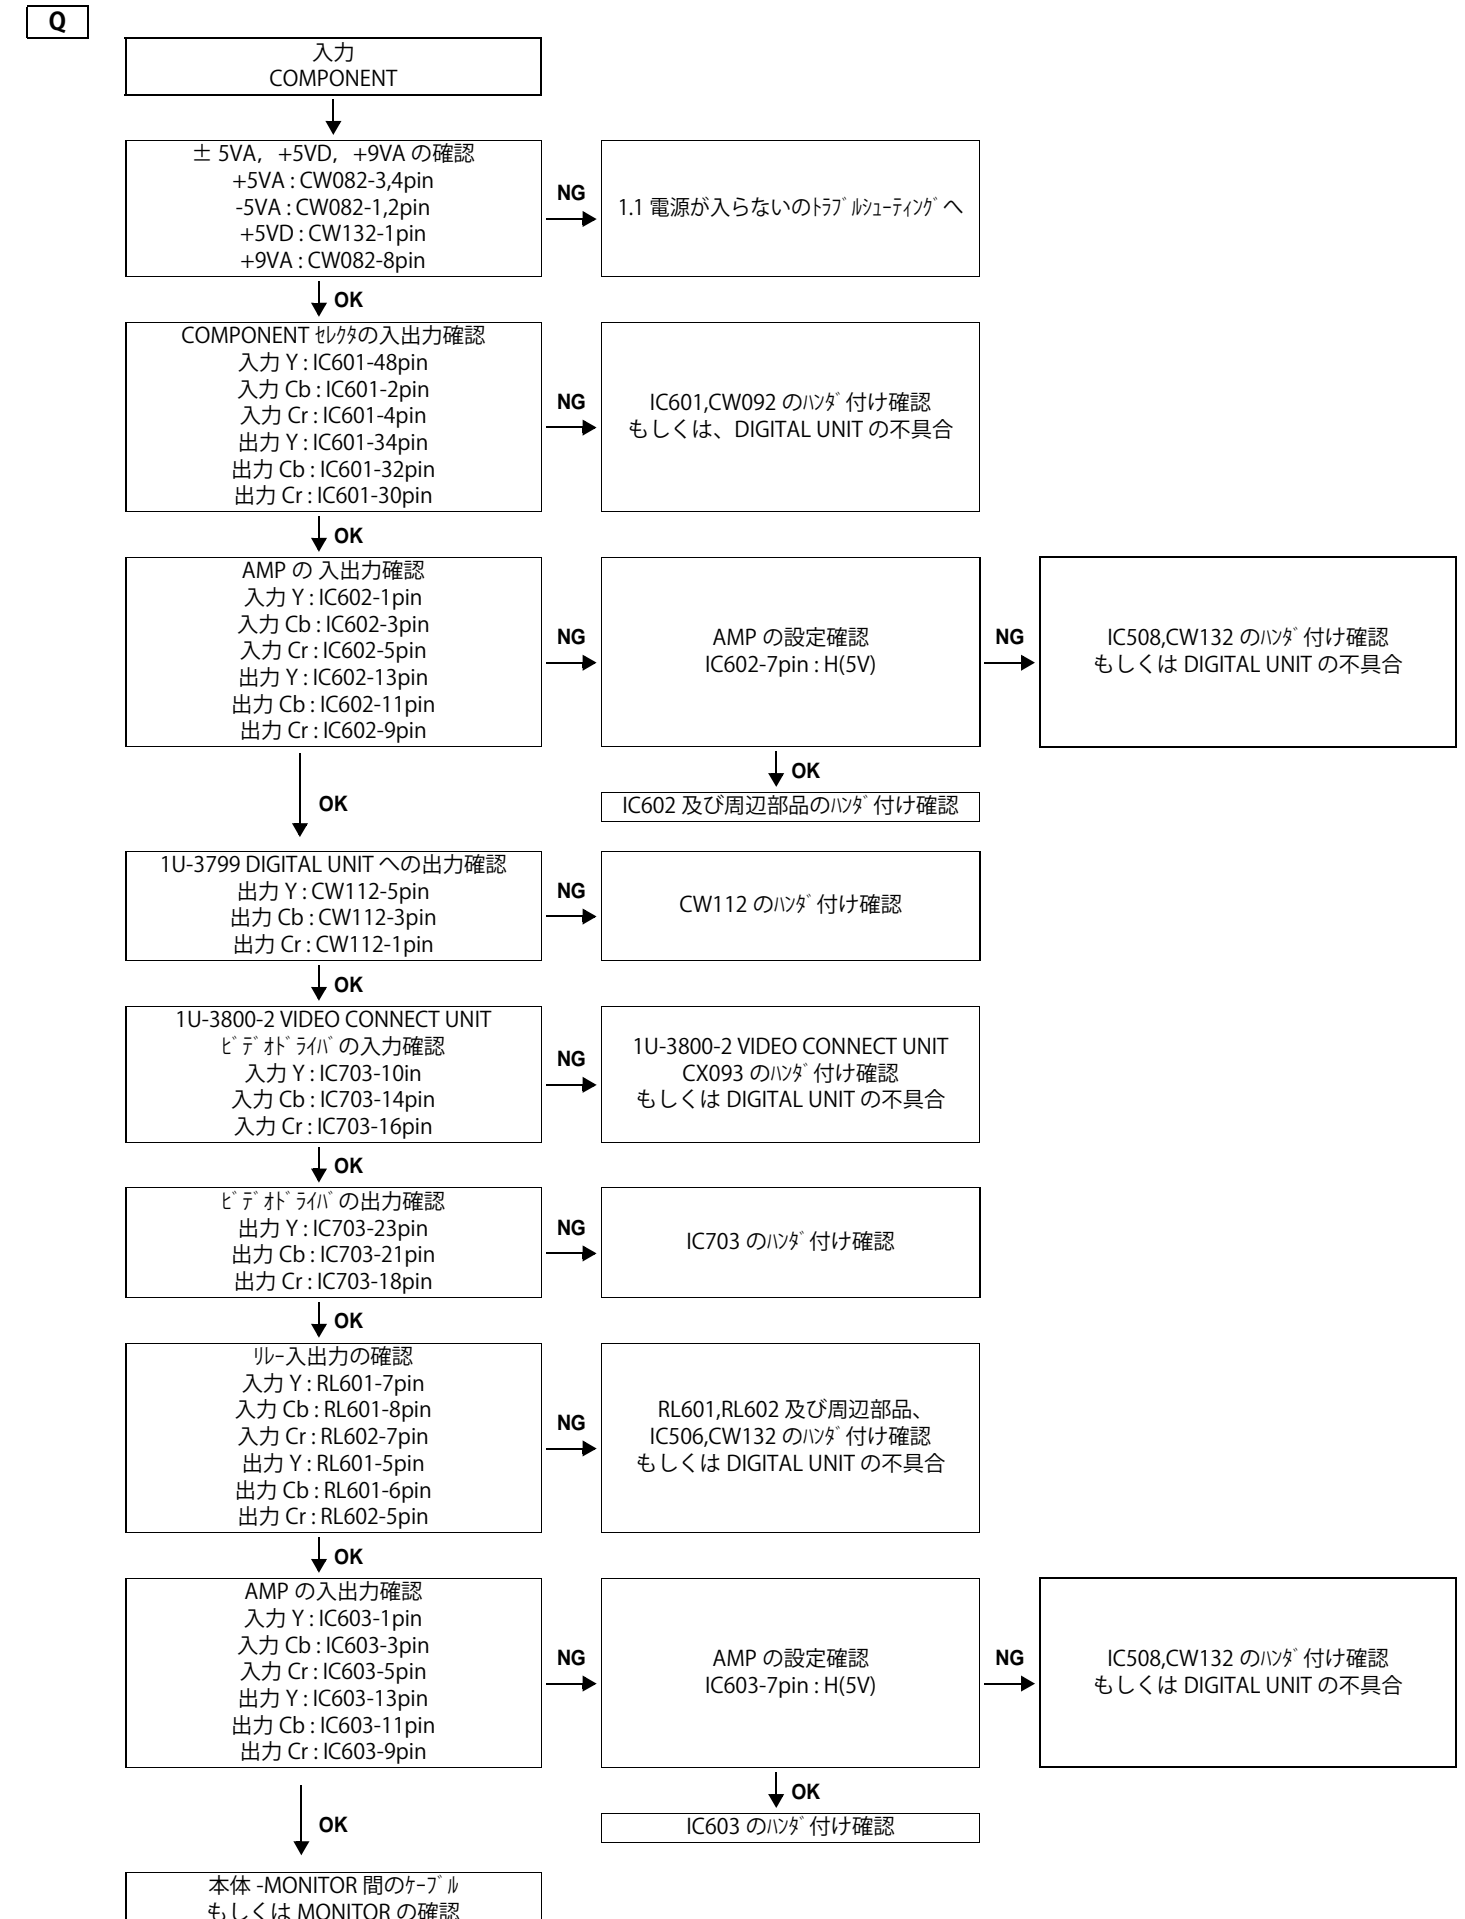 Q
入力
COMPONENT
± 5VA, +5VD, +9VA の確認
+5VA : CW082-3,4pin
-5VA : CW082-1,2pin
+5VD : CW132-1pin
+9VA : CW082-8pin
NG
1.1 電源が入らないのﾄﾗﾌﾞﾙｼｭｰﾃｨﾝｸﾞへ
OK
COMPONENT ｾﾚｸﾀの入出力確認
入力 Y : IC601-48pin
入力 Cb : IC601-2pin
入力 Cr : IC601-4pin
出力 Y : IC601-34pin
出力 Cb : IC601-32pin
出力 Cr : IC601-30pin
NG
IC601,CW092 のﾊﾝﾀﾞ付け確認
もしくは、DIGITAL UNIT の不具合
OK
AMP の 入出力確認
入力 Y : IC602-1pin
入力 Cb : IC602-3pin
入力 Cr : IC602-5pin
出力 Y : IC602-13pin
出力 Cb : IC602-11pin
出力 Cr : IC602-9pin
NG
AMP の設定確認
IC602-7pin : H(5V)
NG
IC508,CW132 のﾊﾝﾀﾞ付け確認
もしくは DIGITAL UNIT の不具合
OK
IC602 及び周辺部品のﾊﾝﾀﾞ付け確認
OK
1U-3799 DIGITAL UNIT への出力確認
出力 Y : CW112-5pin
出力 Cb : CW112-3pin
出力 Cr : CW112-1pin
NG
CW112 のﾊﾝﾀﾞ付け確認
OK
1U-3800-2 VIDEO CONNECT UNIT
ﾋﾞﾃﾞｵﾄﾞﾗｲﾊﾞの入力確認
入力 Y : IC703-10in
入力 Cb : IC703-14pin
入力 Cr : IC703-16pin
NG
1U-3800-2 VIDEO CONNECT UNIT
CX093 のﾊﾝﾀﾞ付け確認
もしくは DIGITAL UNIT の不具合
OK
ﾋﾞﾃﾞｵﾄﾞﾗｲﾊﾞの出力確認
出力 Y : IC703-23pin
出力 Cb : IC703-21pin
出力 Cr : IC703-18pin
NG
IC703 のﾊﾝﾀﾞ付け確認
OK
ﾘﾚｰ入出力の確認
入力 Y : RL601-7pin
入力 Cb : RL601-8pin
入力 Cr : RL602-7pin
出力 Y : RL601-5pin
出力 Cb : RL601-6pin
出力 Cr : RL602-5pin
NG
RL601,RL602 及び周辺部品、
IC506,CW132 のﾊﾝﾀﾞ付け確認
もしくは DIGITAL UNIT の不具合
OK
AMP の入出力確認
入力 Y : IC603-1pin
入力 Cb : IC603-3pin
入力 Cr : IC603-5pin
出力 Y : IC603-13pin
出力 Cb : IC603-11pin
出力 Cr : IC603-9pin
NG
AMP の設定確認
IC603-7pin : H(5V)
NG
IC508,CW132 のﾊﾝﾀﾞ付け確認
もしくは DIGITAL UNIT の不具合
OK
IC603 のﾊﾝﾀﾞ付け確認
OK
本体 -MONITOR 間のｹｰﾌﾞﾙ
もしくは MONITOR の確認